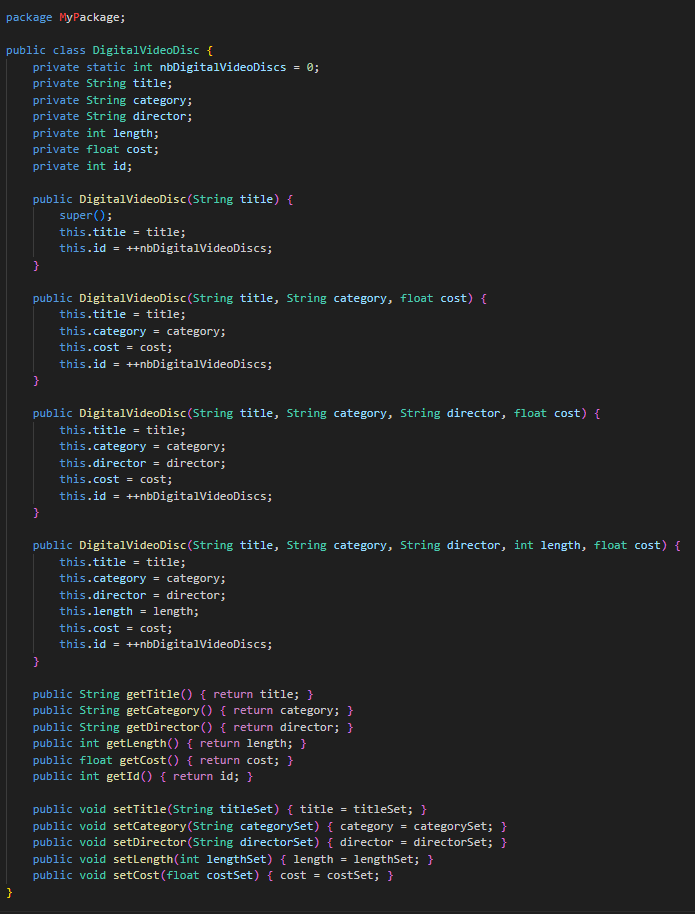 package MyPackage;

public class DigitalVideoDisc {
    private static int nbDigitalVideoDiscs = 0;
    private String title;
    private String category;
    private String director;
    private int length;
    private float cost;
    private int id;

    public DigitalVideoDisc(String title) {
        super();
        this.title = title;
        this.id = ++nbDigitalVideoDiscs;
    }

    public DigitalVideoDisc(String title, String category, float cost) {
        this.title = title;
        this.category = category;
        this.cost = cost;
        this.id = ++nbDigitalVideoDiscs;
    }

    public DigitalVideoDisc(String title, String category, String director, float cost) {
        this.title = title;
        this.category = category;
        this.director = director;
        this.cost = cost;
        this.id = ++nbDigitalVideoDiscs;
    }

    public DigitalVideoDisc(String title, String category, String director, int length, float cost) {
        this.title = title;
        this.category = category;
        this.director = director;
        this.length = length;
        this.cost = cost;
        this.id = ++nbDigitalVideoDiscs;
    }

    public String getTitle() { return title; }
    public String getCategory() { return category; }
    public String getDirector() { return director; }
    public int getLength() { return length; }
    public float getCost() { return cost; }
    public int getId() { return id; }

    public void setTitle(String titleSet) { title = titleSet; }
    public void setCategory(String categorySet) { category = categorySet; }
    public void setDirector(String directorSet) { director = directorSet; }
    public void setLength(int lengthSet) { length = lengthSet; }
    public void setCost(float costSet) { cost = costSet; }
}